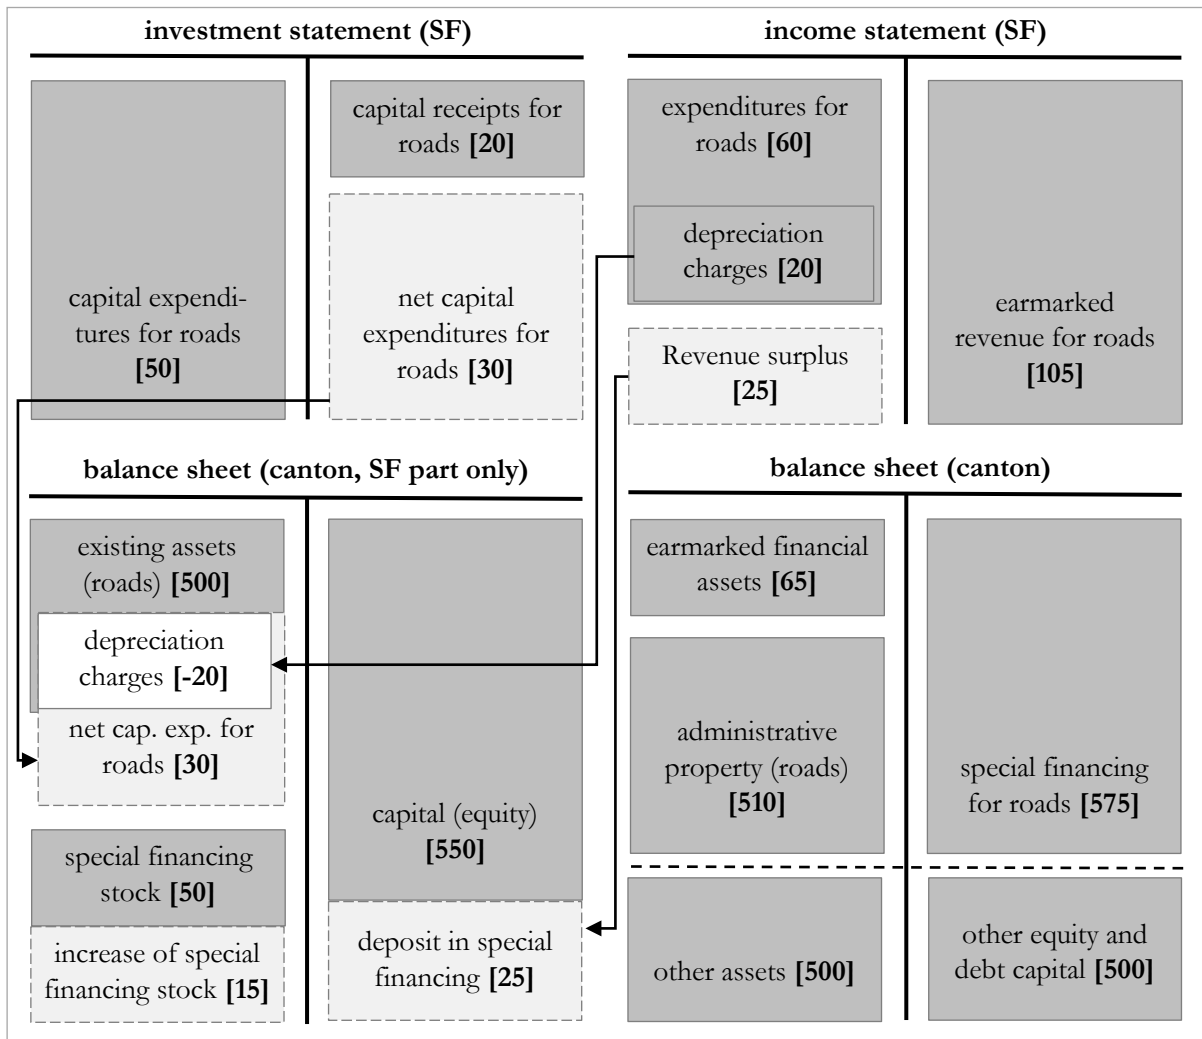 investment statement (SF)
capital expendi-
tures for roads
[50]
capital receipts for
roads [20]
net capital
expenditures for
roads [30]
income statement (SF)
expenditures for
roads [60]
depreciation
charges [20]
Revenue surplus
[25]
earmarked
revenue for roads
[105]
balance sheet (canton, SF part only)
existing assets
(roads) [500]
depreciation
charges [-20]
net cap. exp. for
roads [30]
special financing
stock [50]
increase of special
financing stock [15]
capital (equity)
[550]
deposit in special
financing [25]
balance sheet (canton)
earmarked financial
assets [65]
administrative
property (roads)
[510]
other assets [500]
special financing
for roads [575]
other equity and
debt capital [500]